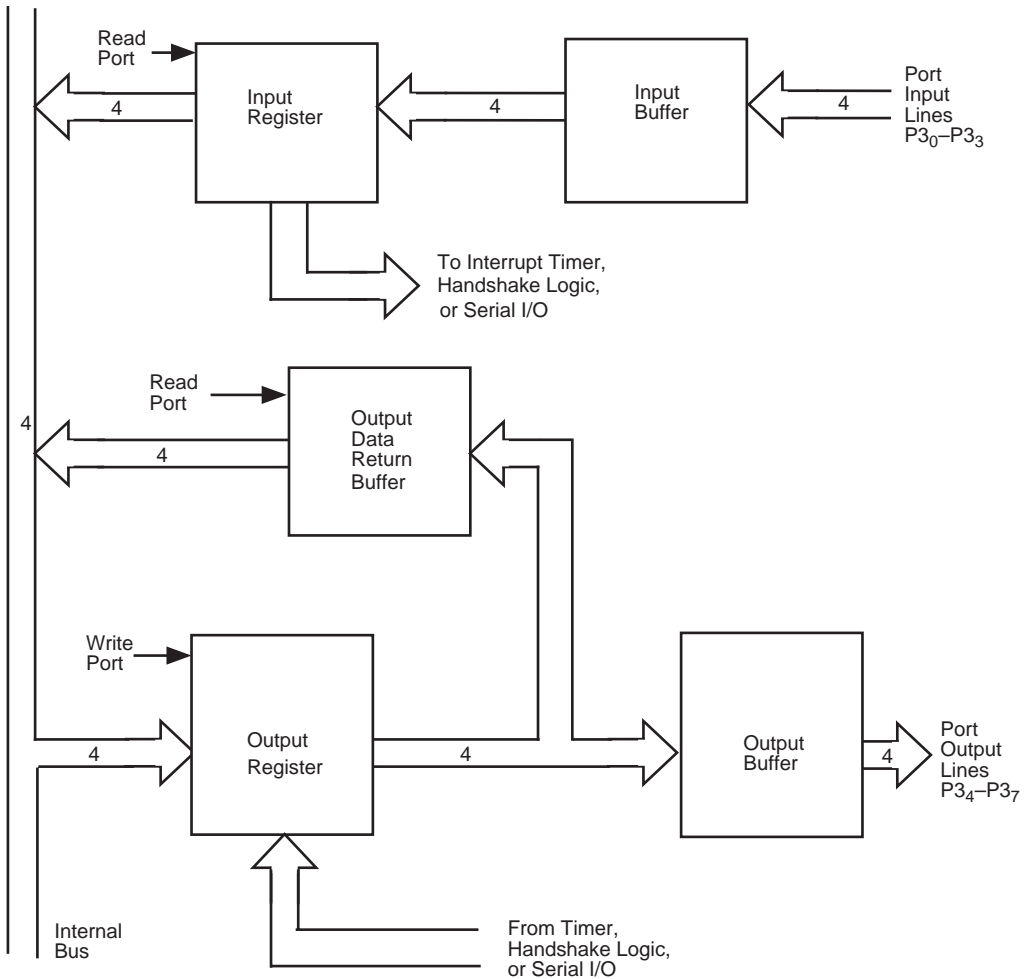 Read
Port
4
Input
Register
4
Input
Buffer
4
Port
Input
Lines
P3₀–P3₃
To Interrupt Timer,
Handshake Logic,
or Serial I/O
Read
Port
4
4
Output
Data
Return
Buffer
Write
Port
4
Output
Register
4
Output
Buffer
4
Port
Output
Lines
P3₄–P3₇
Internal
Bus
From Timer,
Handshake Logic,
or Serial I/O